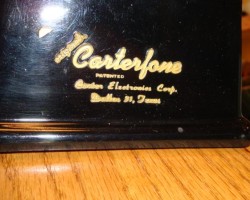 Carterfone
PATENTED
Carter Electronics Corp.
Dallas 31, Texas